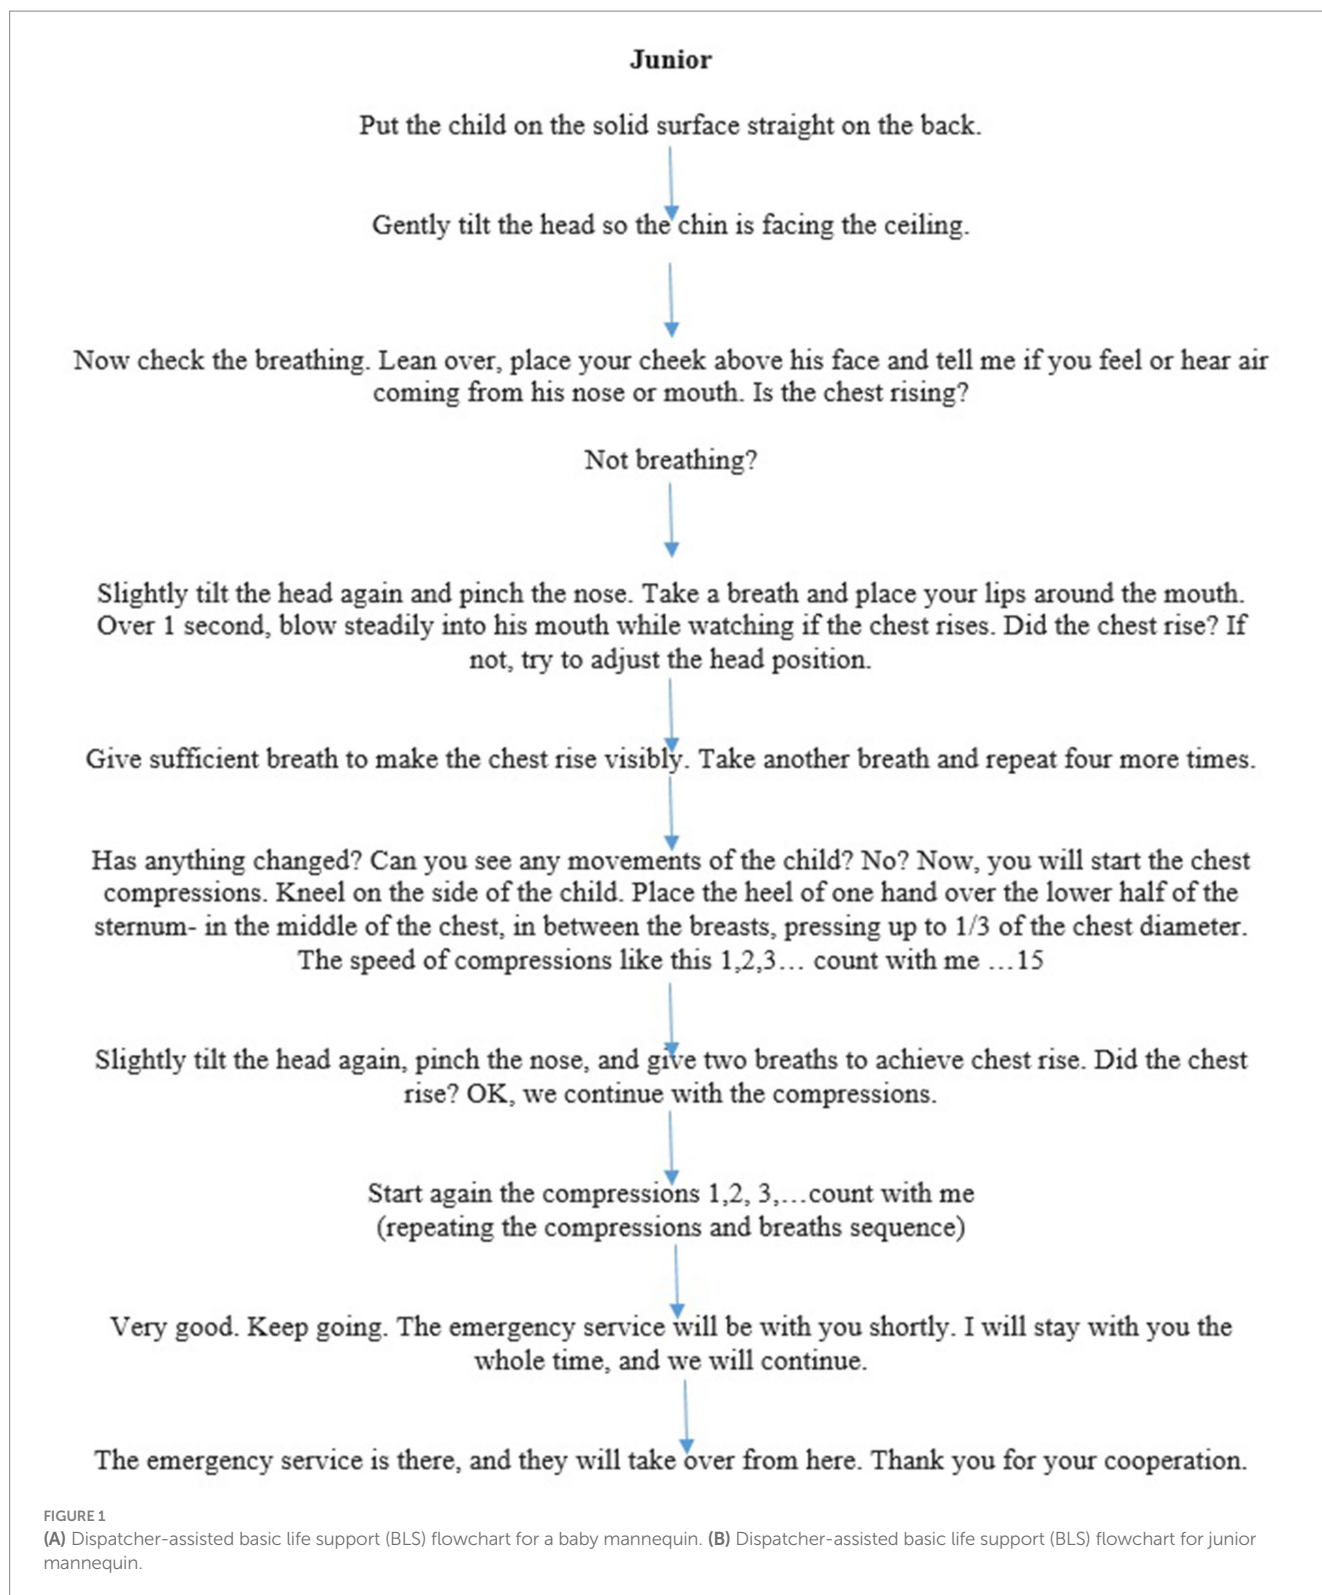 Junior
Put the child on the solid surface straight on the back.
Gently tilt the head so the chin is facing the ceiling.
Now check the breathing. Lean over, place your cheek above his face and tell me if you feel or hear air
coming from his nose or mouth. Is the chest rising?
Not breathing?
Slightly tilt the head again and pinch the nose. Take a breath and place your lips around the mouth.
Over 1 second, blow steadily into his mouth while watching if the chest rises. Did the chest rise? If
not, try to adjust the head position.
Give sufficient breath to make the chest rise visibly. Take another breath and repeat four more times.
Has anything changed? Can you see any movements of the child? No? Now, you will start the chest
compressions. Kneel on the side of the child. Place the heel of one hand over the lower half of the
sternum- in the middle of the chest, in between the breasts, pressing up to 1/3 of the chest diameter.
The speed of compressions like this 1,2,3… count with me …15
Slightly tilt the head again, pinch the nose, and give two breaths to achieve chest rise. Did the chest
rise? OK, we continue with the compressions.
Start again the compressions 1,2, 3,…count with me
(repeating the compressions and breaths sequence)
Very good. Keep going. The emergency service will be with you shortly. I will stay with you the
whole time, and we will continue.
The emergency service is there, and they will take over from here. Thank you for your cooperation.
FIGURE 1
(A) Dispatcher-assisted basic life support (BLS) flowchart for a baby mannequin. (B) Dispatcher-assisted basic life support (BLS) flowchart for junior
mannequin.